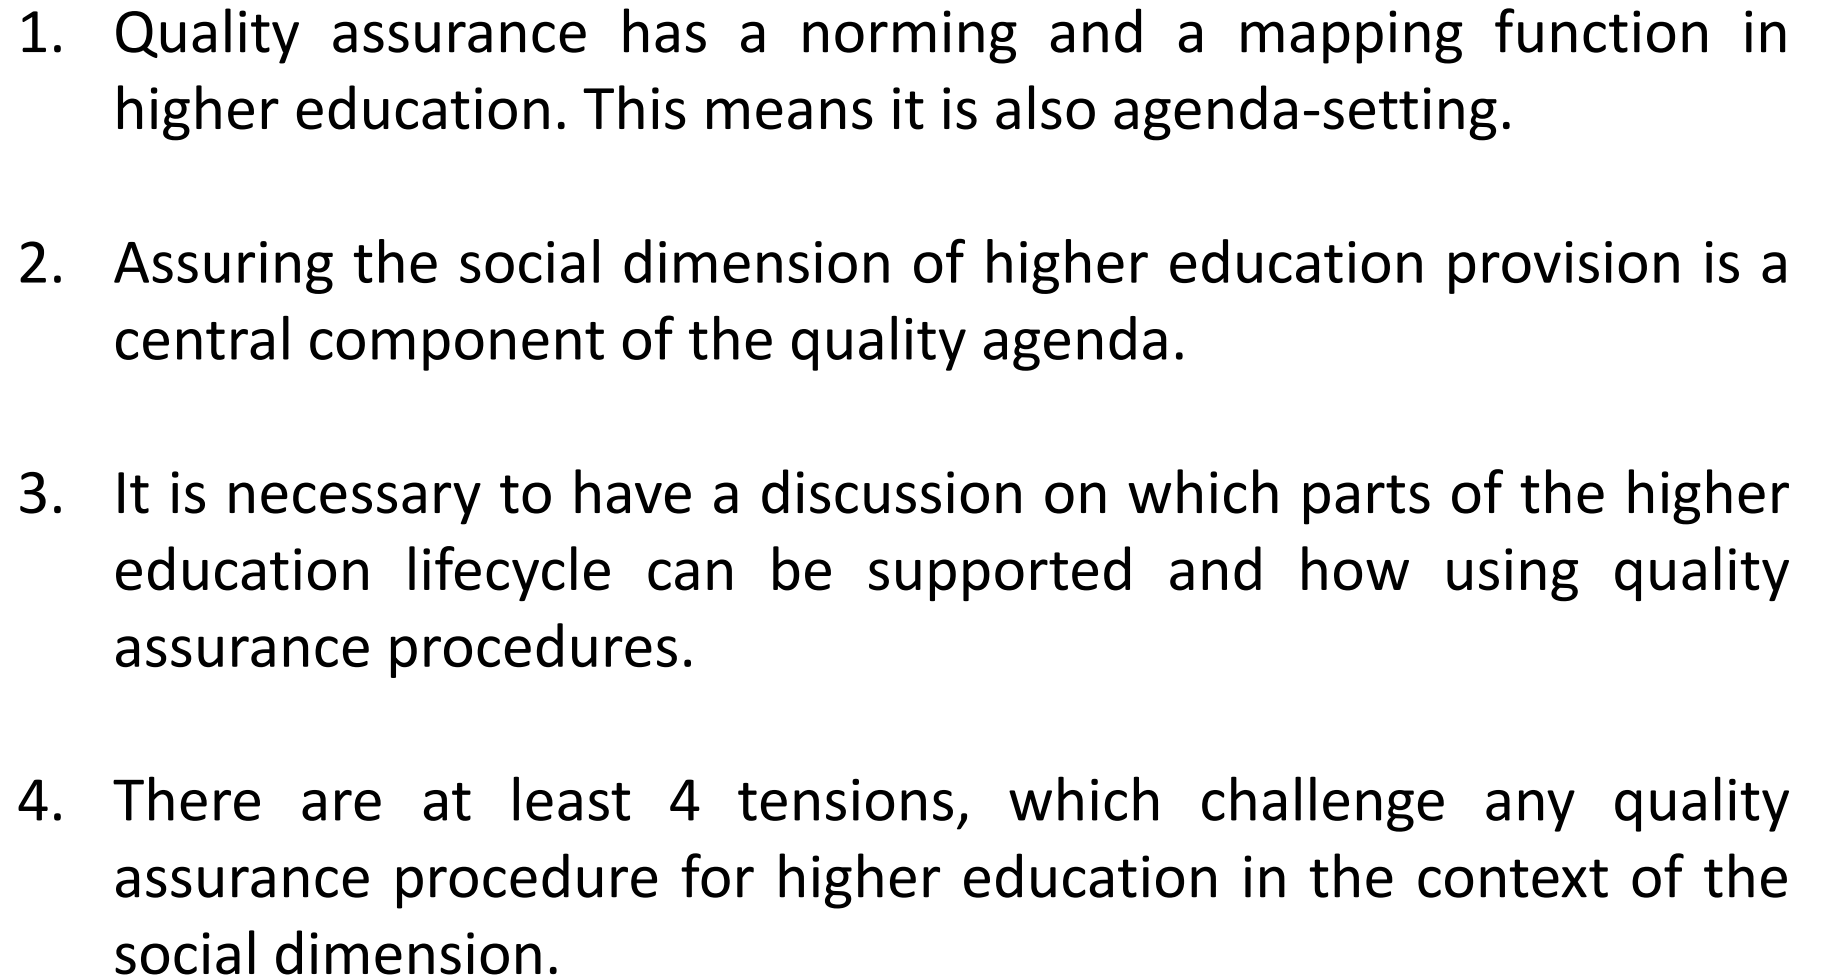 1. Quality assurance has a norming and a mapping function in
higher education. This means it is also agenda-setting.
2. Assuring the social dimension of higher education provision is a
central component of the quality agenda.
3. It is necessary to have a discussion on which parts of the higher
education lifecycle can be supported and how using quality
assurance procedures.
4. There are at least 4 tensions, which challenge any quality
assurance procedure for higher education in the context of the
social dimension.